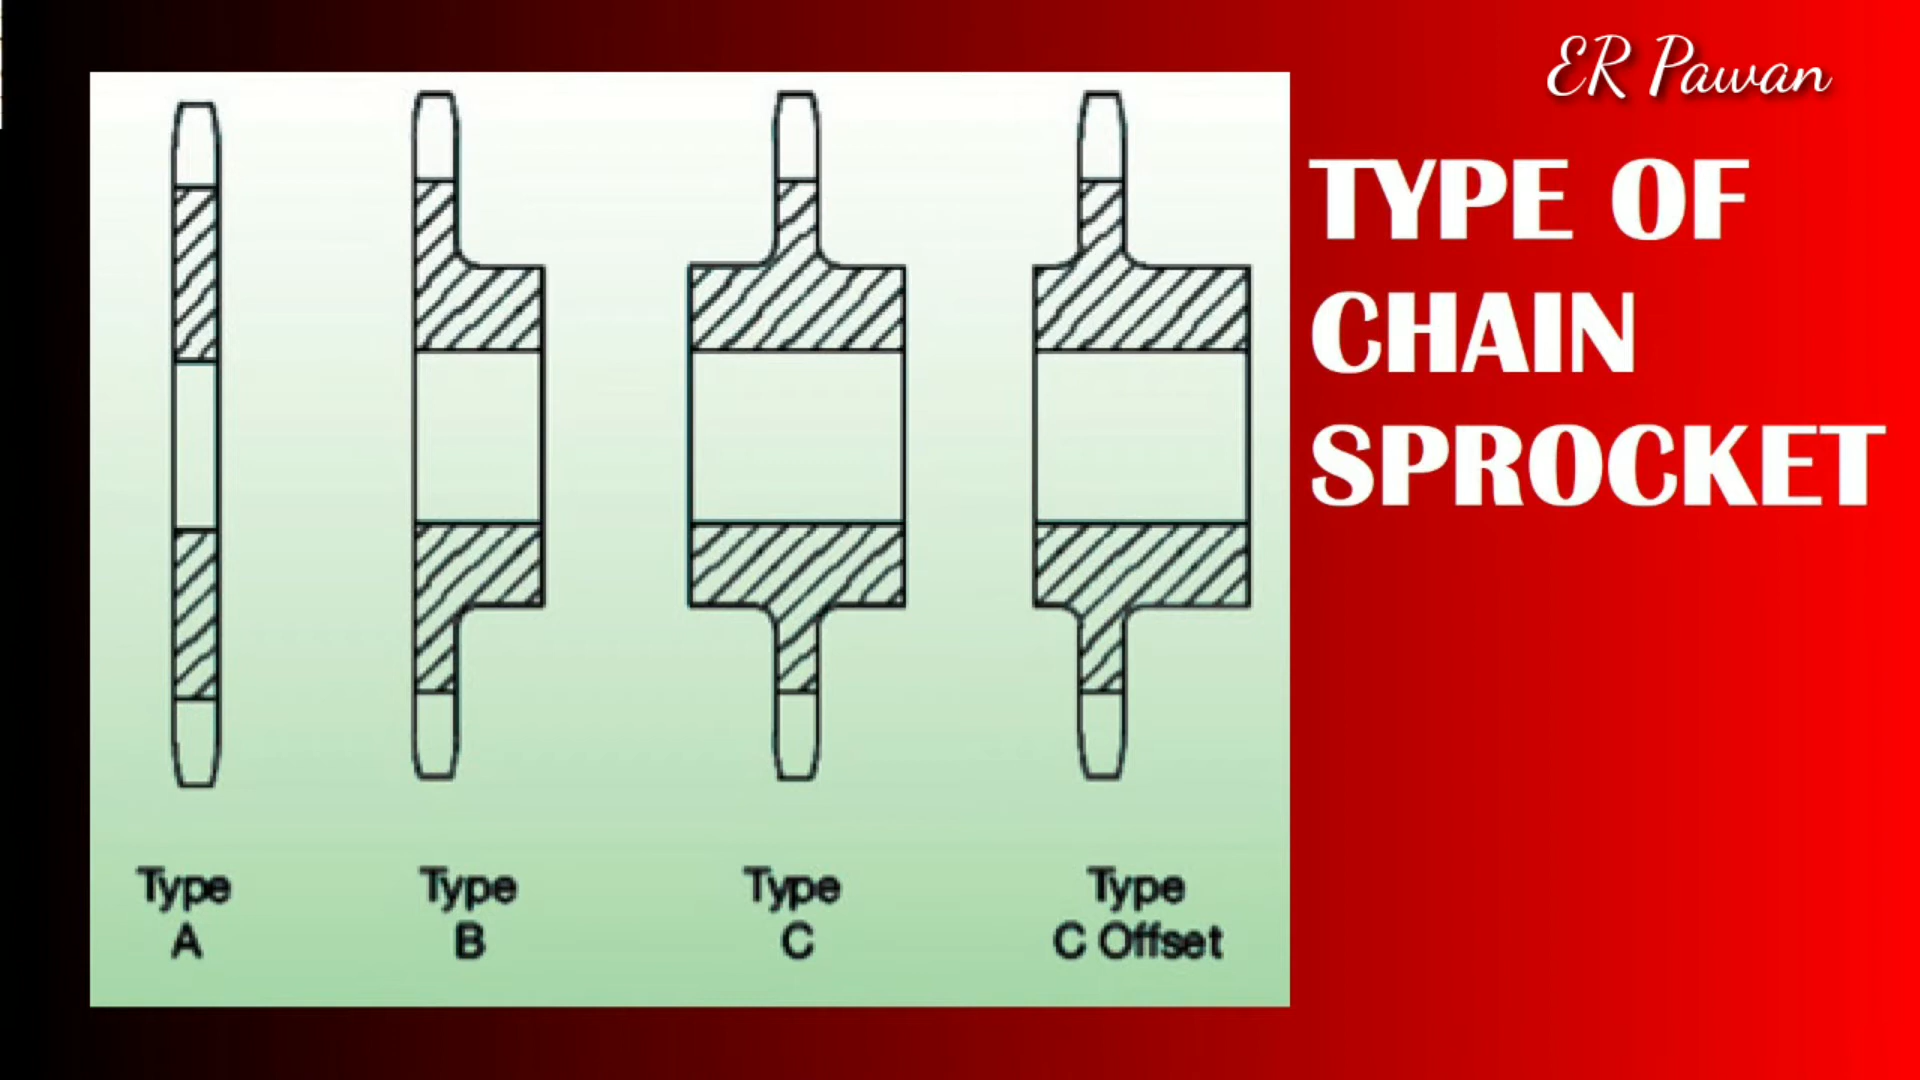 ER Pawan
TYPE OF
CHAIN
SPROCKET
Type
A
Type
B
Type
C
Type
C Offset